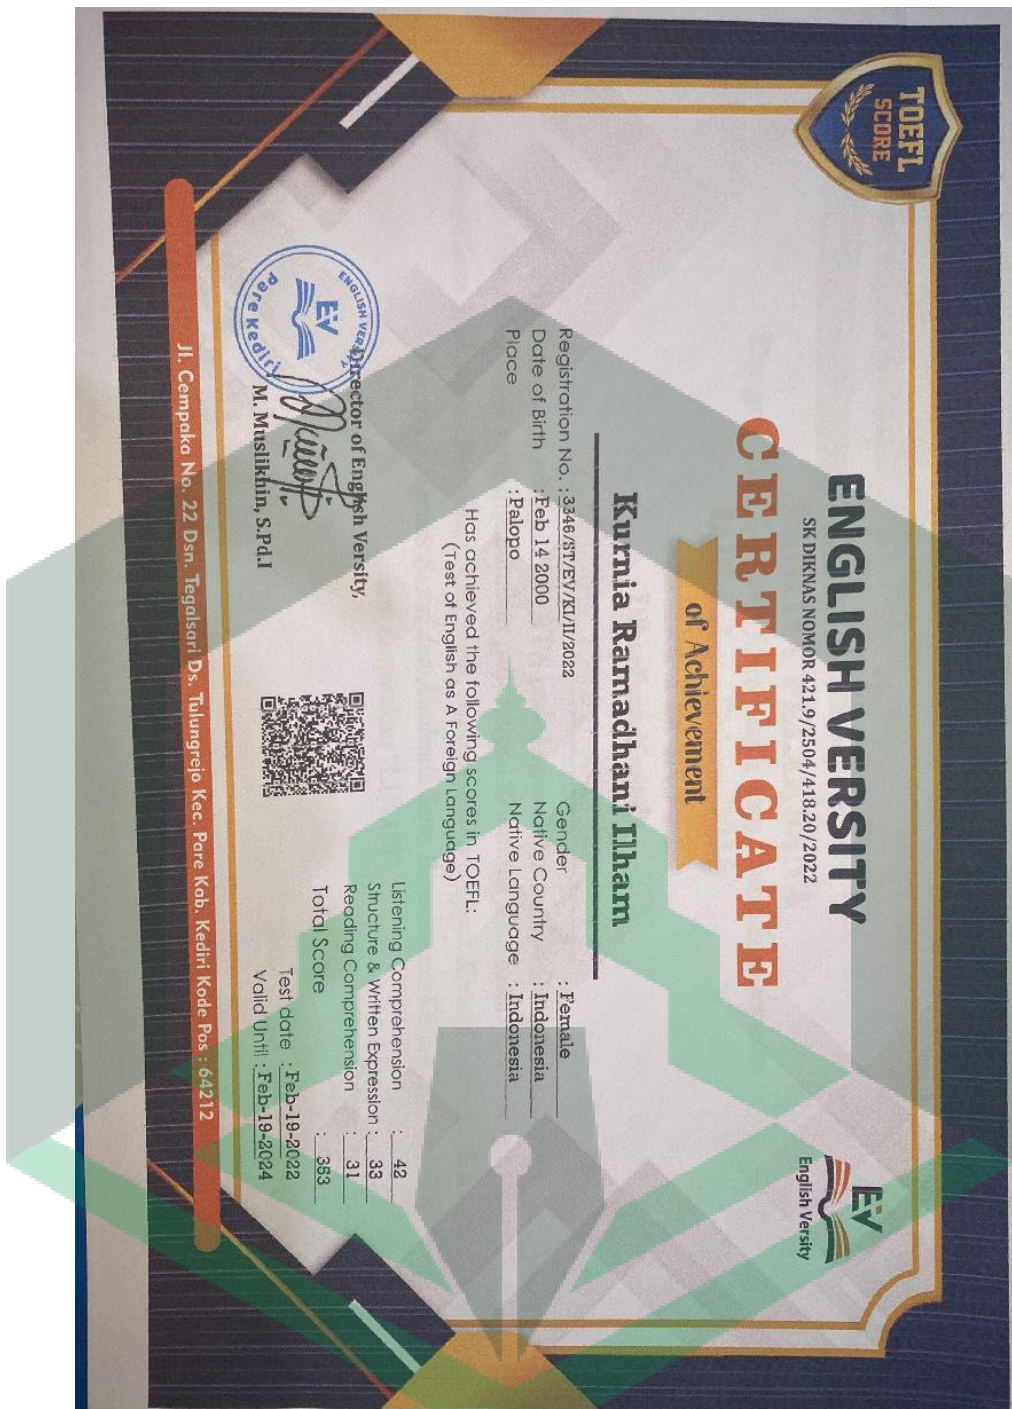 TOEFL
SCORE
ENGLISH VERSITY
SK DIKNAS NOMOR 421.9/2504/418.20/2022
EV
English Versity
CERTIFICATE
of Achievement
Kurnia Ramadhani Ilham
Registration No. : 3346/ST/EV/KI/II/2022
Date of Birth : Feb 14 2000
Place : Palopo
Gender : Female
Native Country : Indonesia
Native Language : Indonesia
Has achieved the following scores in TOEFL:
(Test of English as A Foreign Language)
Listening Comprehension : 42
Structure & Written Expression : 33
Reading Comprehension : 31
Total Score : 353
Test date : Feb-19-2022
Valid Until : Feb-19-2024
Director of English Versity,
ENGLISH VERSITY
EV
Pare Kediri
M. Muslikhin, S.Pd.I
Jl. Cempaka No. 22 Dsn. Tegalsari Ds. Tulungrejo Kec. Pare Kab. Kediri Kode Pos : 64212